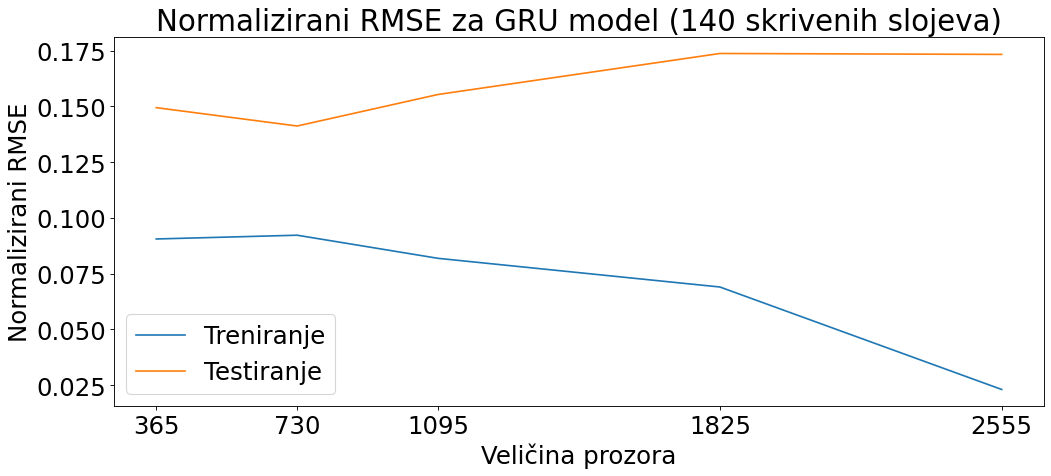 Normalizirani RMSE za GRU model (140 skrivenih slojeva)
Normalizirani RMSE
0.175
0.150
0.125
0.100
0.075
0.050
0.025
Treniranje
Testiranje
365 730 1095 1825 2555
Veličina prozora